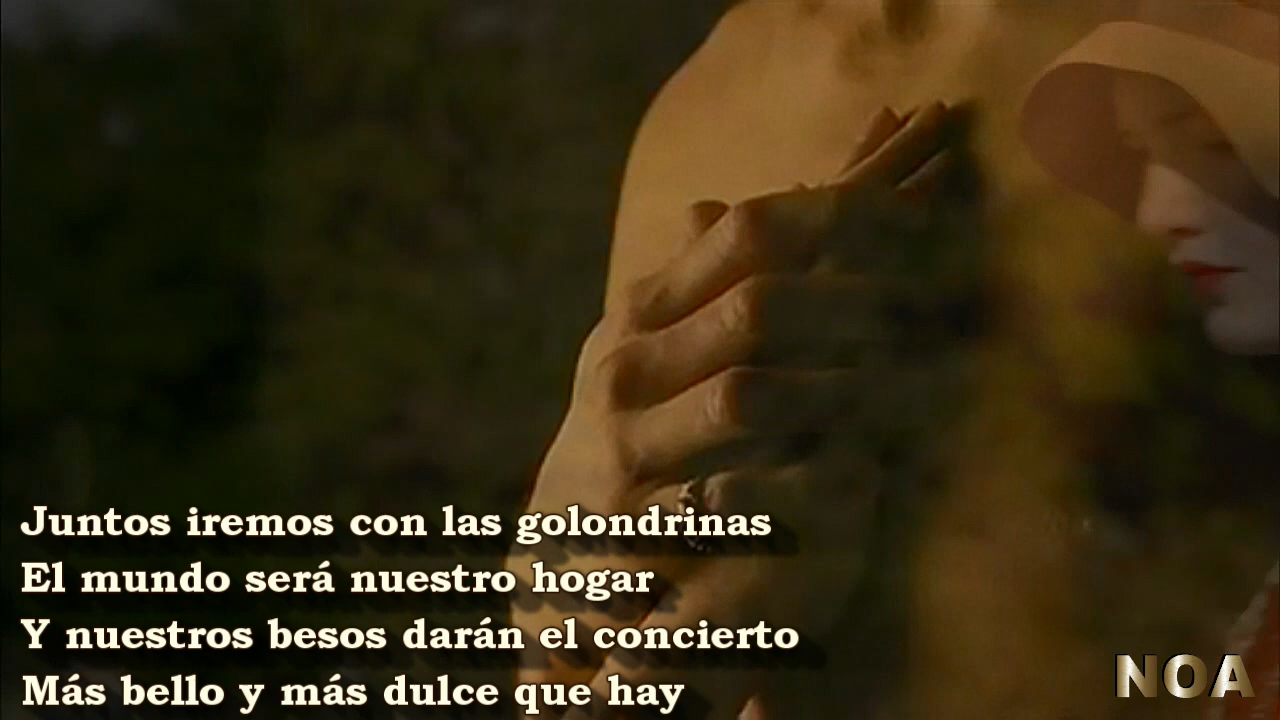 Juntos iremos con las golondrinas
El mundo será nuestro hogar
Y nuestros besos darán el concierto
Más bello y más dulce que hay
NOA